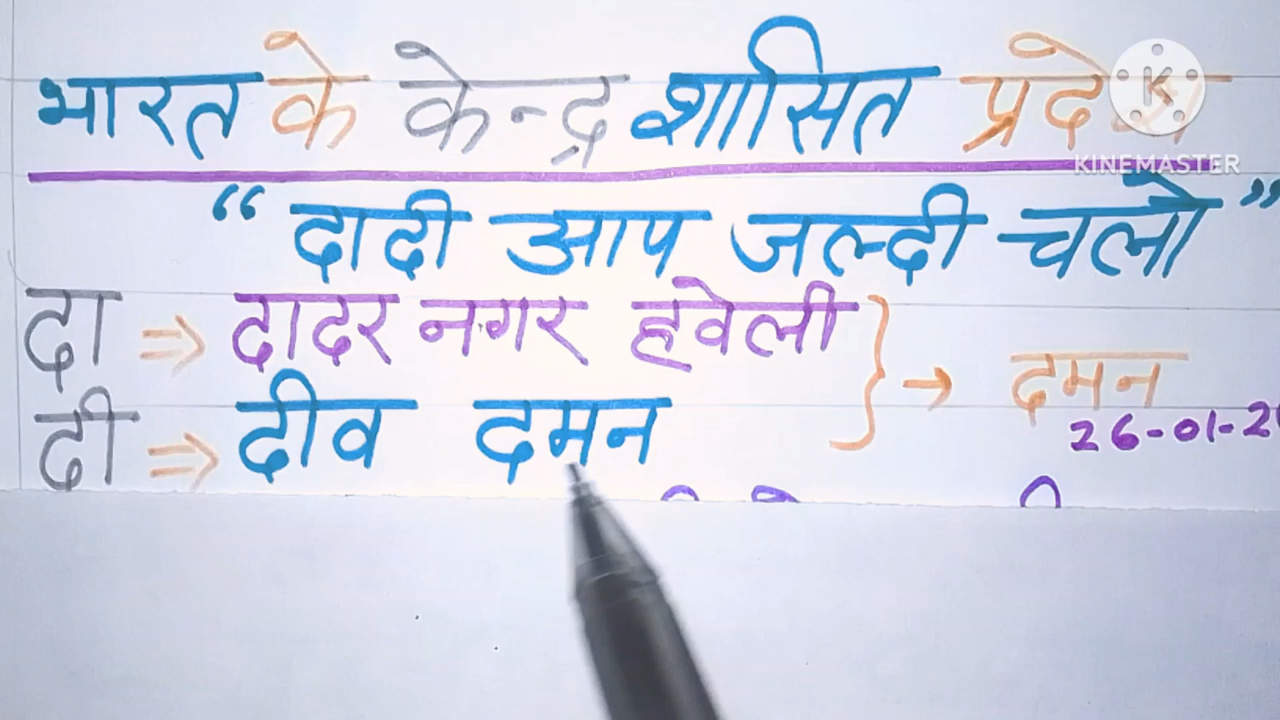 भारत के केन्द्र शासित प्रदेश
KINEMASTER
“ दादी आप जल्दी चलो ”
दा ⇒ दादर नगर हवेली } → दमन
दी ⇒ दीव दमन
26-01-2